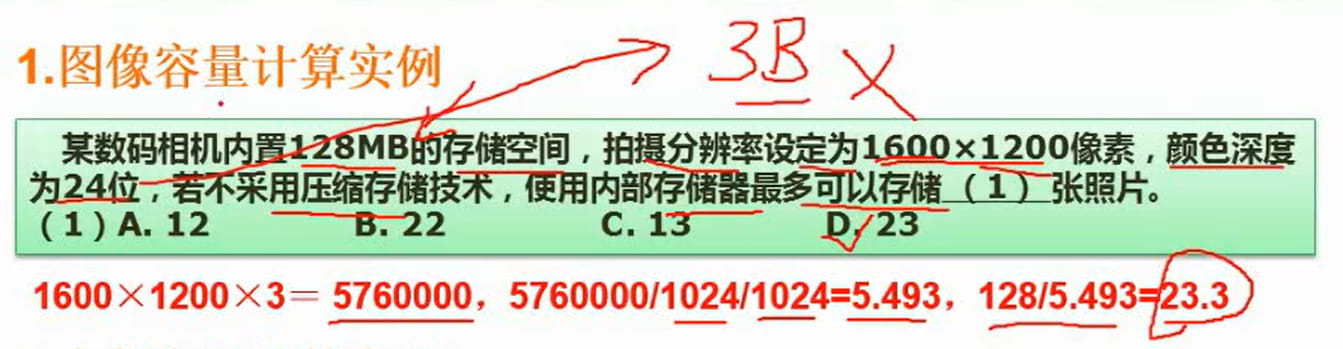 3B ×
1.图像容量计算实例
某数码相机内置128MB的存储空间，拍摄分辨率设定为1600×1200像素，颜色深度
为24位，若不采用压缩存储技术，使用内部存储器最多可以存储 （1） 张照片。
（1）A. 12 B. 22 C. 13 D. 23
1600×1200×3＝ 5760000，5760000/1024/1024=5.493，128/5.493=23.3